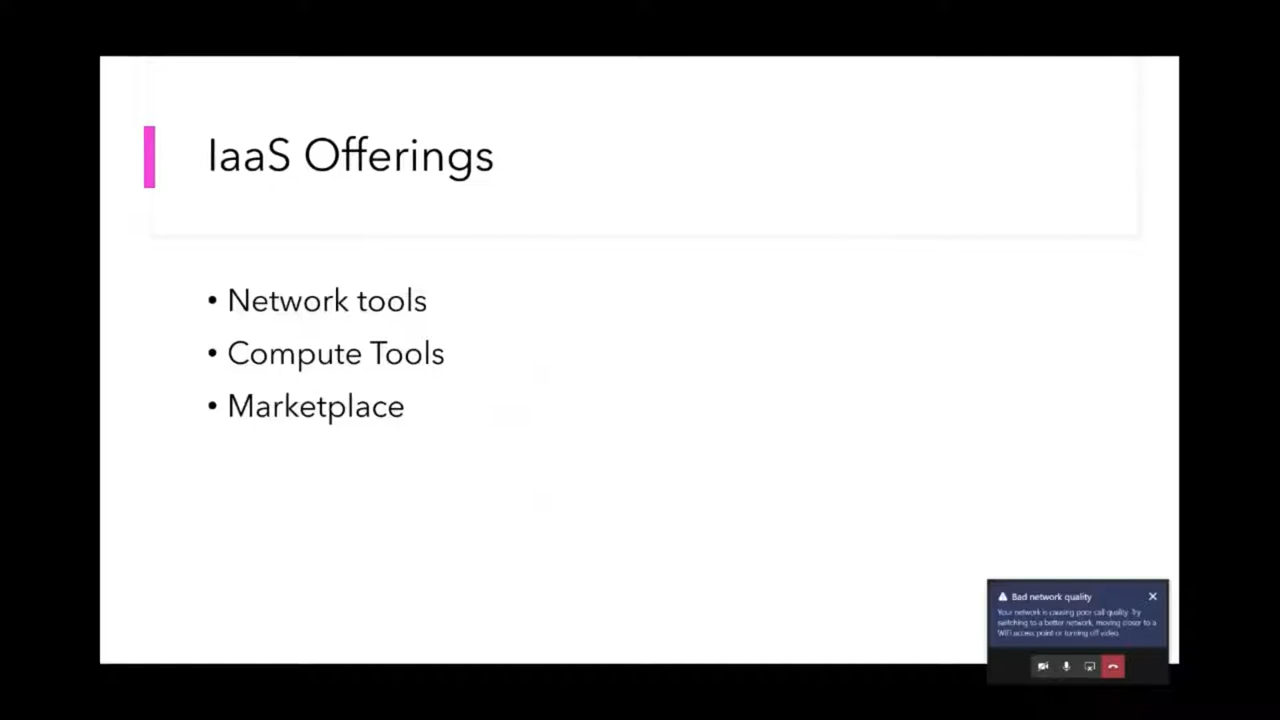 IaaS Offerings
• Network tools
• Compute Tools
• Marketplace
Bad network quality
Your network is causing poor call quality. Try
switching to a better network, moving closer to a
WiFi access point or turning off video.